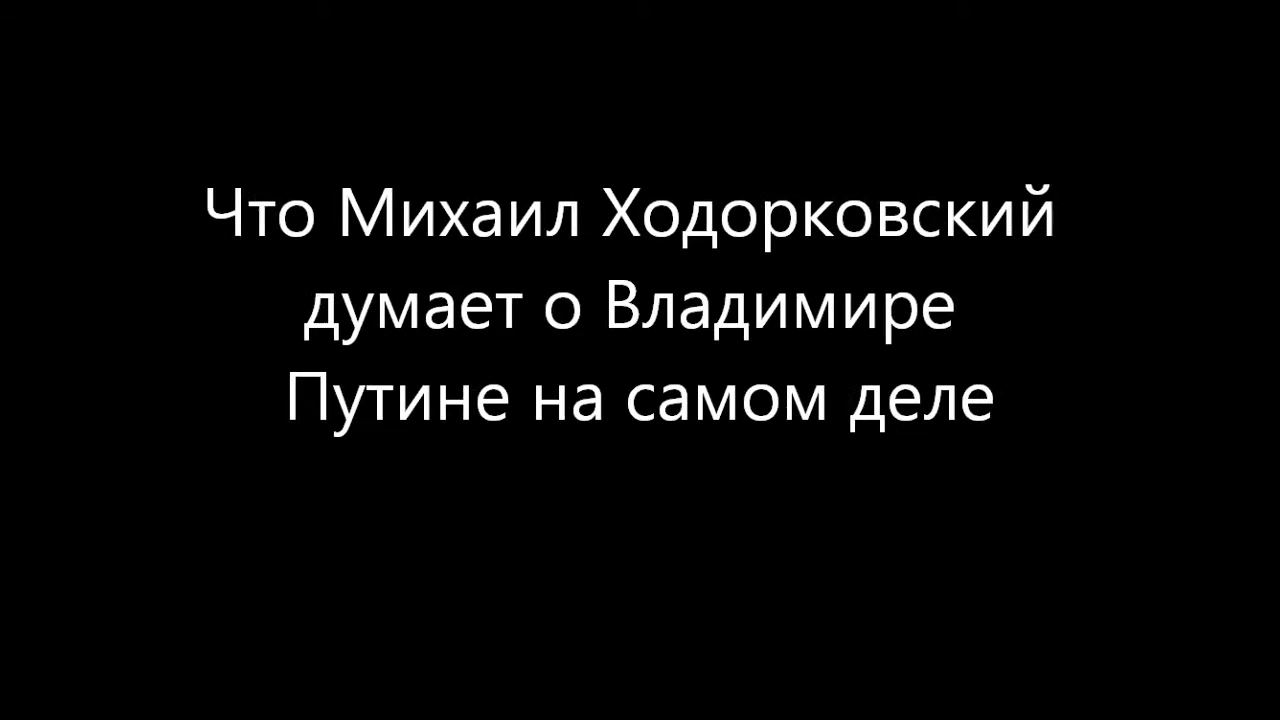 Что Михаил Ходорковский
думает о Владимире
Путине на самом деле